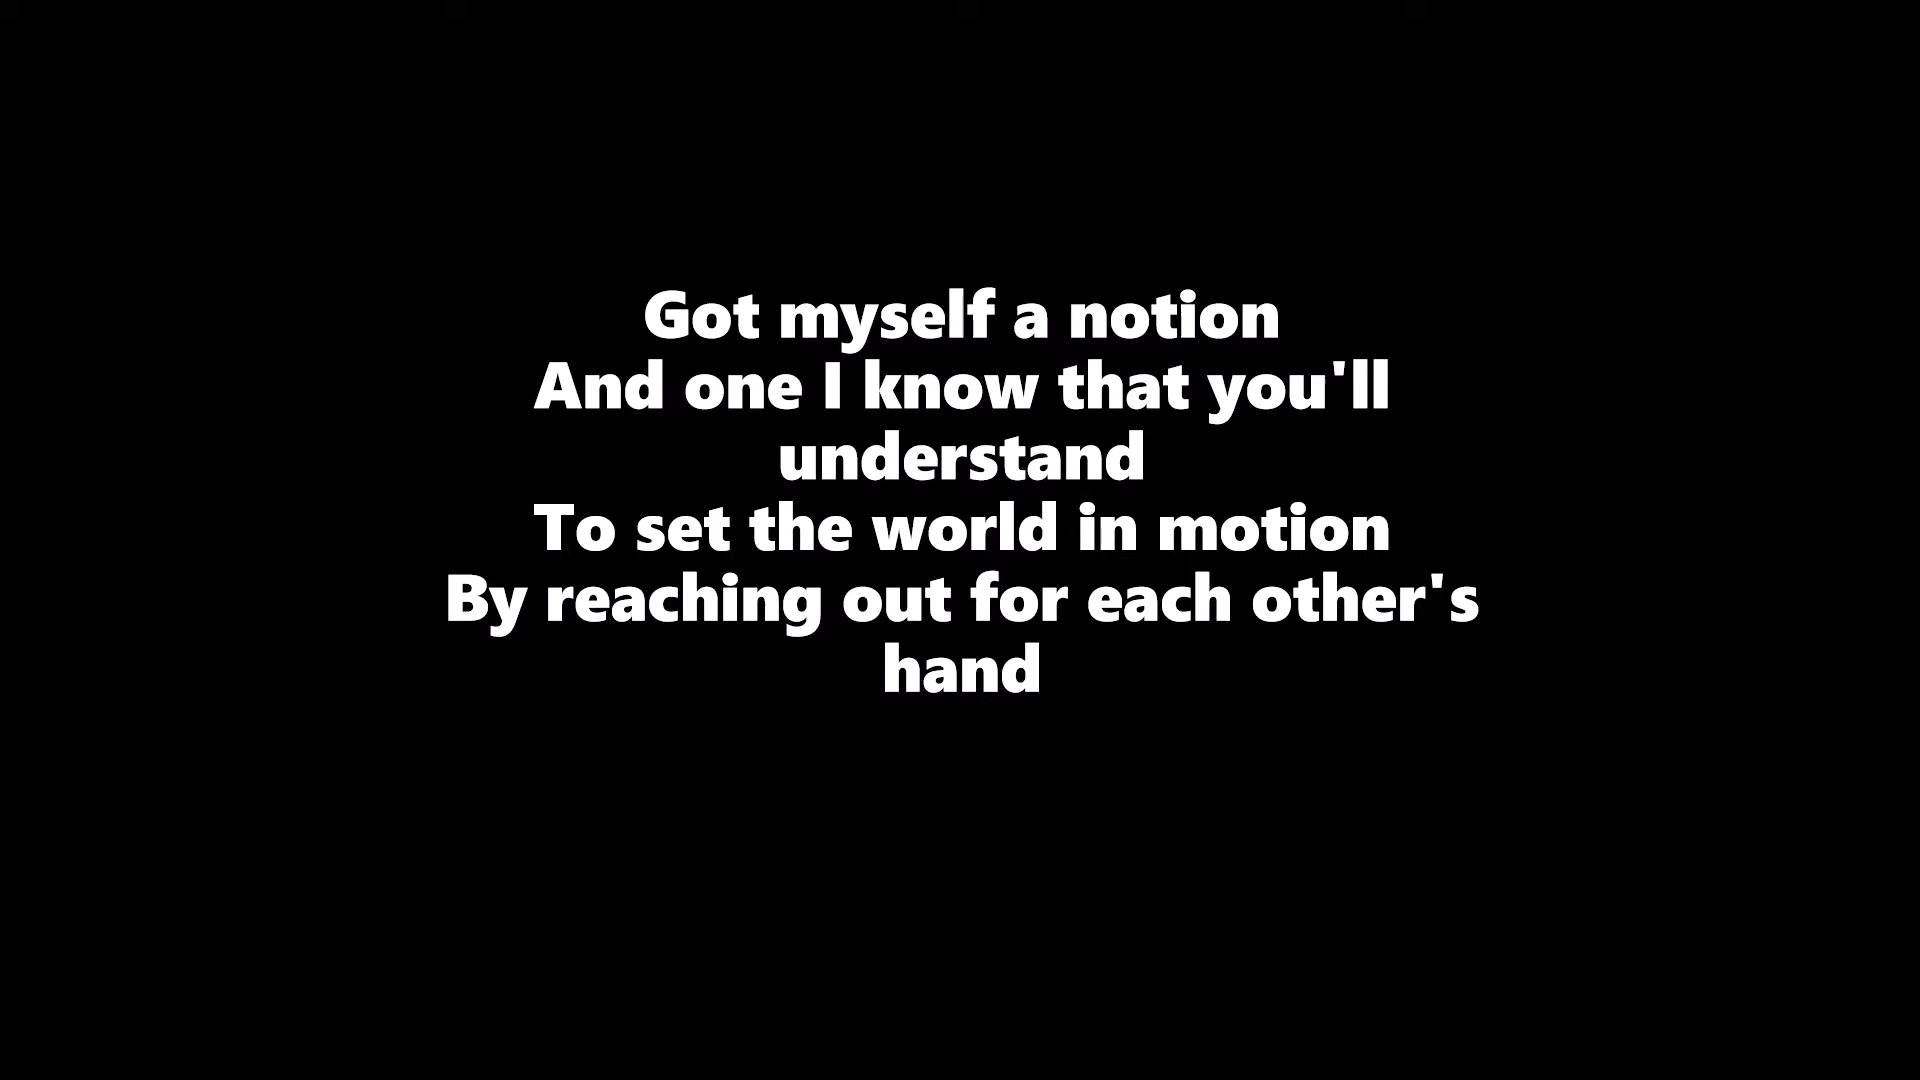 Got myself a notion
And one I know that you'll
understand
To set the world in motion
By reaching out for each other's
hand